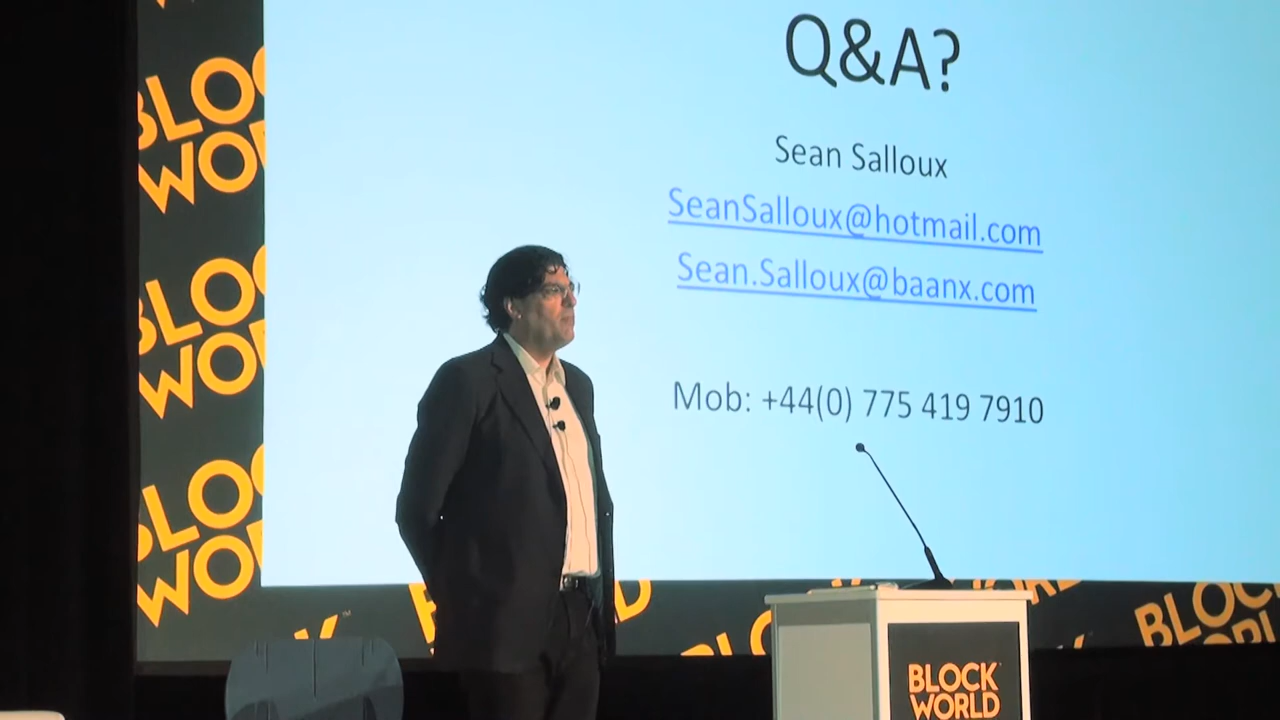 Q&A?
Sean Salloux
SeanSalloux@hotmail.com
Sean.Salloux@baanx.com
Mob: +44(0) 775 419 7910
BLOCK
WORLD